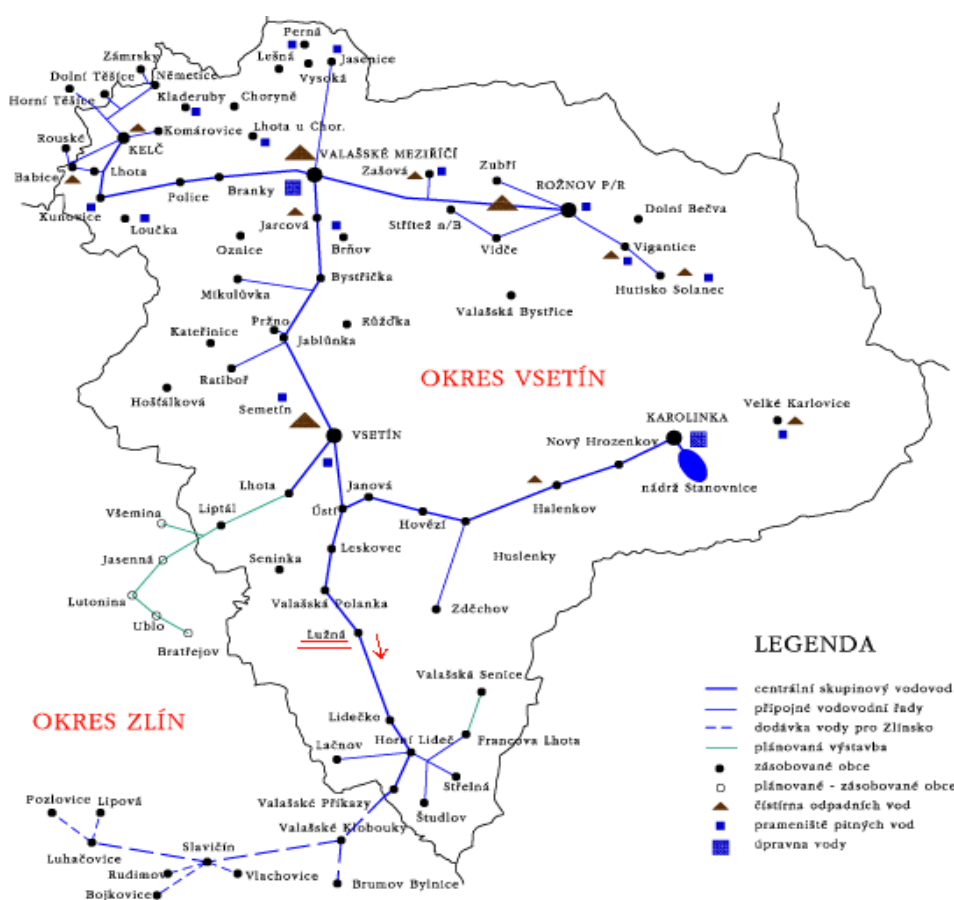 Perná
Lešná
Jasenice
Vysoká
Zámrsky
Dolní Těšice
Němetice
Horní Těšice
Kladeruby
Choryně
Komárovice
Lhota u Chor.
Rouské
KELČ
VALAŠSKÉ MEZIŘÍČÍ
Zašová
Zubří
Babice
Lhota
Police
Branky
ROŽNOV P/R
Kunovice
Loučka
Jarcová
Brňov
Střítež n/B
Vidče
Dolní Bečva
Vigantice
Oznice
Bystřička
Hutisko Solanec
Mikulůvka
Valašská Bystřice
Pržno
Růžďka
Kateřinice
Jablůnka
Ratiboř
OKRES VSETÍN
Hošťálková
Semetín
Velké Karlovice
VSETÍN
KAROLINKA
Nový Hrozenkov
nádrž Stanovnice
Lhota
Janová
Liptál
Ústí
Hovězí
Halenkov
Všemina
Leskovec
Huslenky
Jasenná
Seninka
Valašská Polanka
Zděchov
Lutonina
Ublo
Bratřejov
Lužná
LEGENDA
Valašská Senice
centrální skupinový vodovod
přípojné vodovodní řady
dodávka vody pro Zlínsko
plánovaná výstavba
zásobované obce
plánované - zásobované obce
čistírna odpadních vod
prameniště pitných vod
úpravna vody
OKRES ZLÍN
Lidečko
Lačnov
Horní Lideč
Francova Lhota
Střelná
Valašské Příkazy
Študlov
Pozlovice
Lipová
Valašské Klobouky
Luhačovice
Slavičín
Rudimov
Vlachovice
Brumov Bylnice
Bojkovice